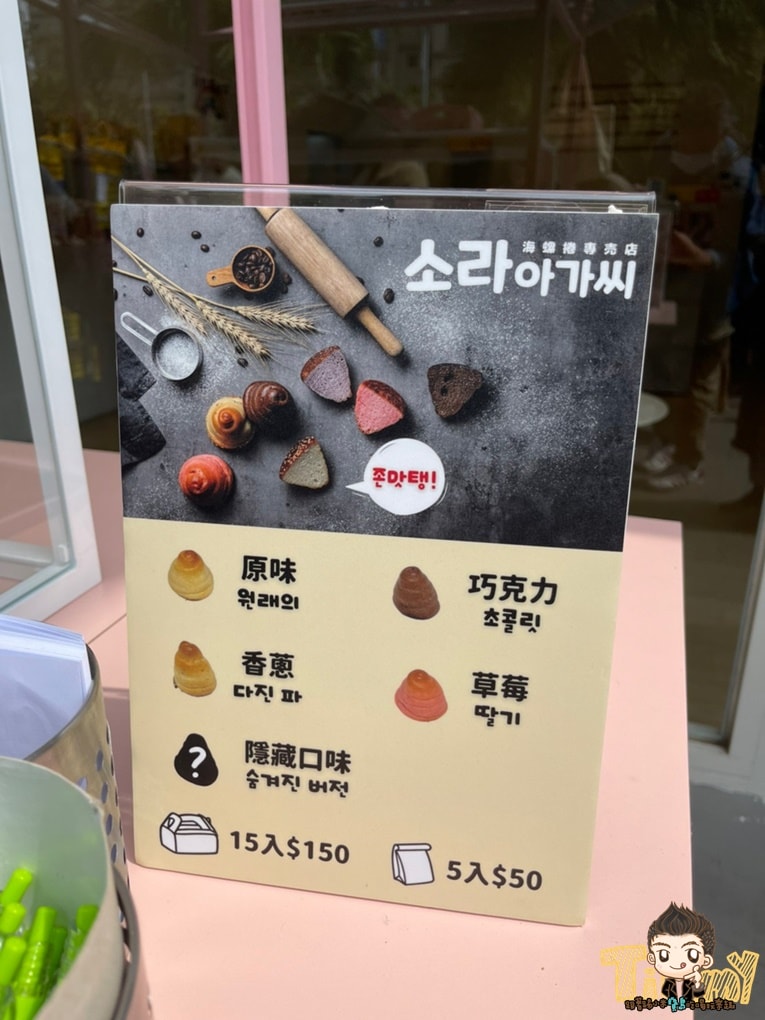 海螺捲專売店
소라아가씨
존맛탱!
原味
원래의
巧克力
초콜릿
香蔥
다진 파
草莓
딸기
?
隱藏口味
숨겨진 버전
15入$150
5入$50